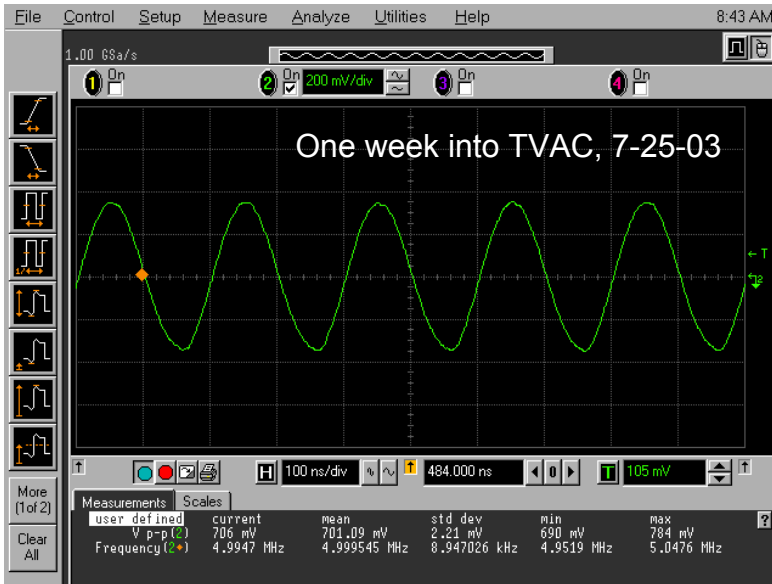 File Control Setup Measure Analyze Utilities Help 8:43 AM
1.00 GSa/s
1 On 2 On 200 mV/div 3 On 4 On
One week into TVAC, 7-25-03
T
2
H 100 ns/div 484.000 ns 0 T 105 mV
More
(1of 2)
Clear
All
Measurements Scales
user defined current mean std dev min max ?
V p-p(2) 706 mV 701.09 mV 2.21 mV 690 mV 784 mV
Frequency(2) 4.9947 MHz 4.999545 MHz 8.947026 kHz 4.9519 MHz 5.0476 MHz